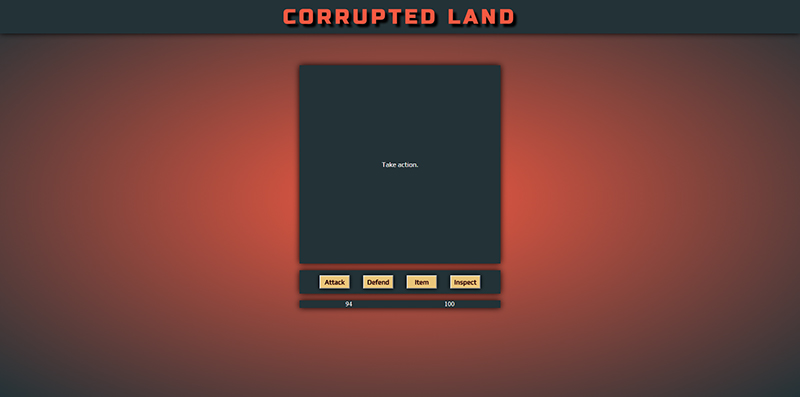 CORRUPTED LAND
Take action.
Attack Defend Item Inspect
94 100